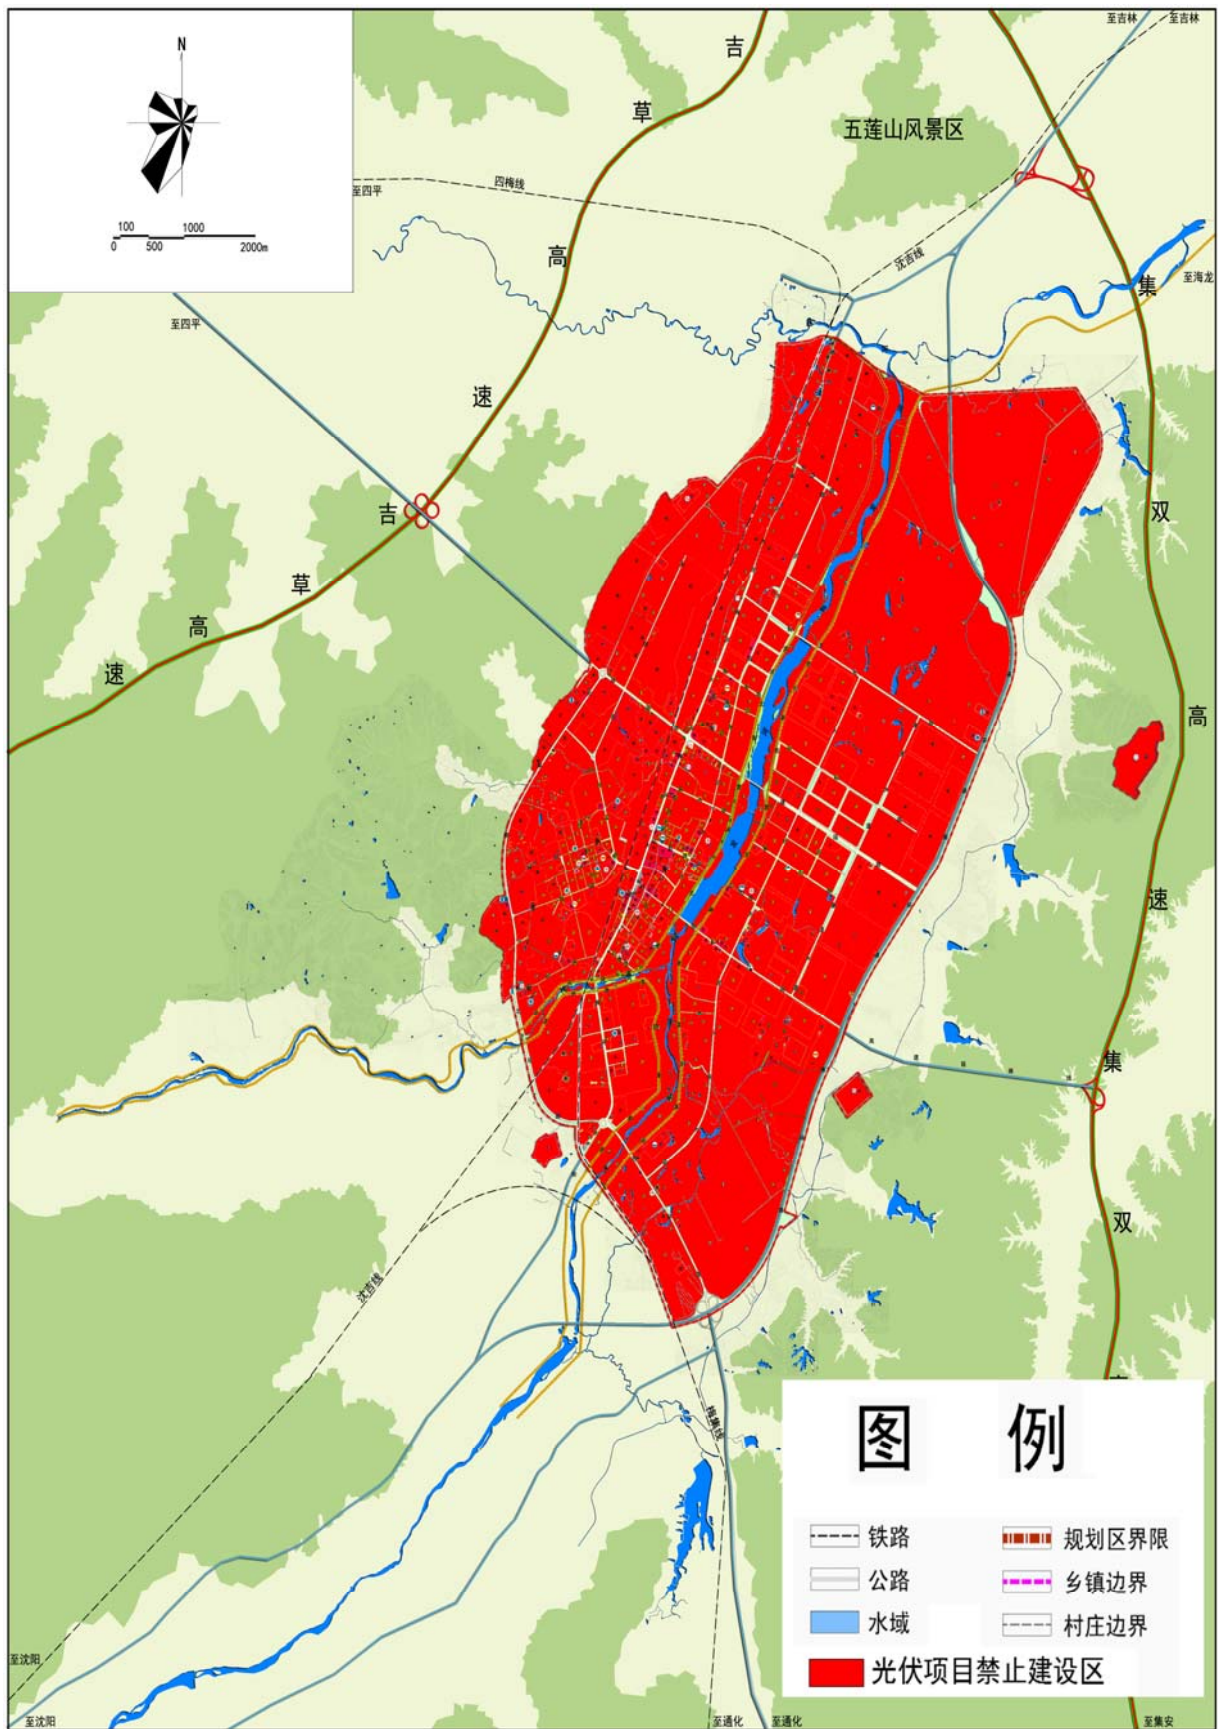 至吉林
至吉林
吉
N
草
五莲山风景区
四梅线
至四平
100
1000
0
500
2000m
高
沈吉线
至海龙
集
至四平
速
吉
双
草
高
速
高
速
集
双
沈吉线
高
梅集线
图 例
铁路
规划区界限
公路
乡镇边界
水域
村庄边界
光伏项目禁止建设区
至沈阳
至沈阳
至通化
至通化
至集安